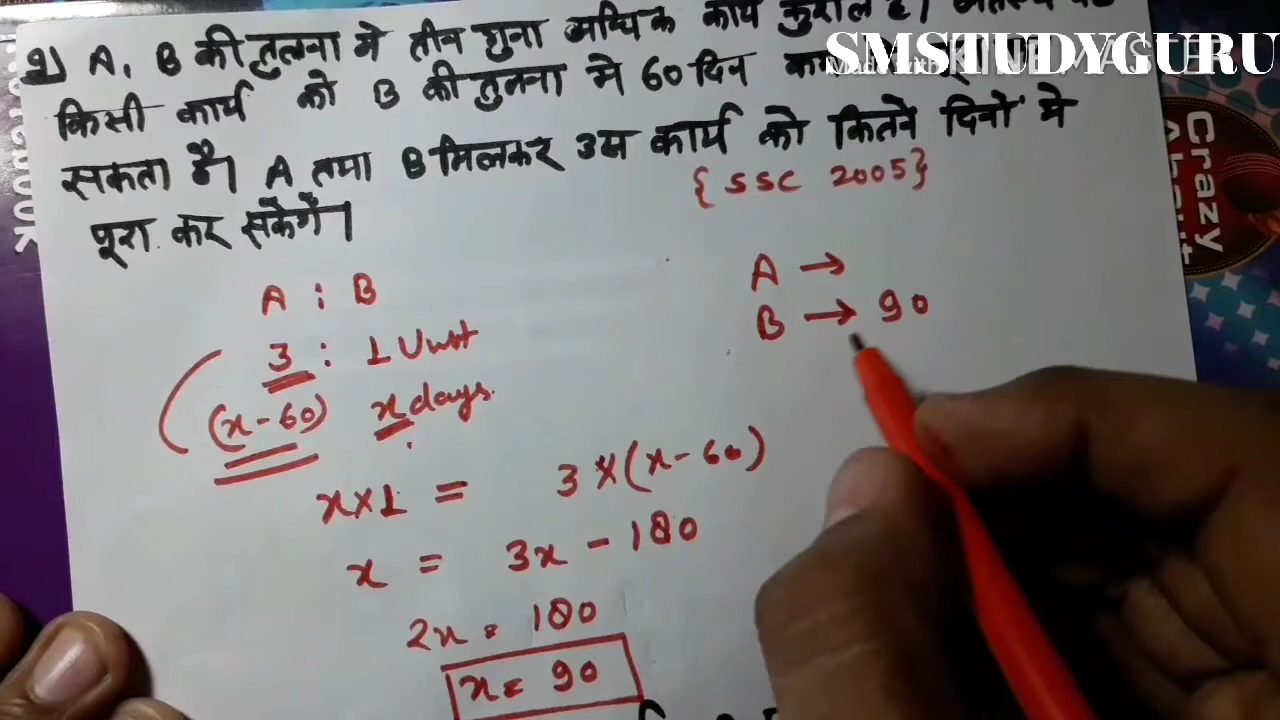 9) A, B की तुलना मे तीन गुना अधिक कार्य कुशल है।
SMSTUDYGURU
किसी कार्य को B की तुलना मे 60 दिन
सकता है। A तथा B मिलकर उस कार्य को कितने दिनो मे
पूरा कर सकेगें।
{SSC 2005}
A : B
3 : 1 Unit
(x-60) x days.
x×1 = 3×(x-60)
x = 3x - 180
2x = 180
x = 90
A →
B → 90
Crazy